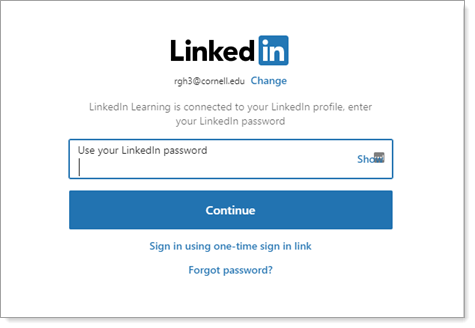 LinkedIn
rgh3@cornell.edu Change
LinkedIn Learning is connected to your LinkedIn profile, enter
your LinkedIn password
Use your LinkedIn password
Show
Continue
Sign in using one-time sign in link
Forgot password?